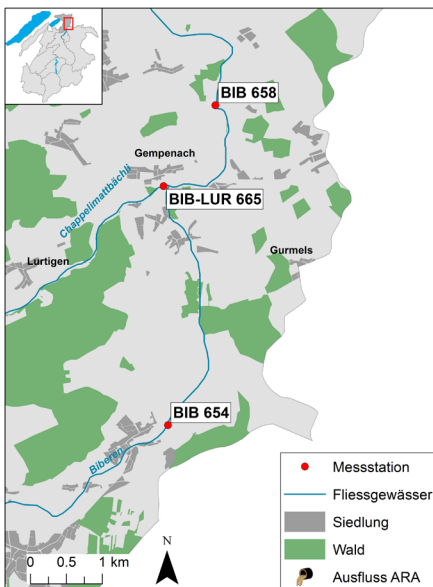 BIB 658
Gempenach
Chappelimattbächli
BIB-LUR 665
Gurmels
Lurtigen
BIB 654
Biberen
Messstation
Fliessgewässer
Siedlung
Wald
Ausfluss ARA
0 0.5 1 km
N